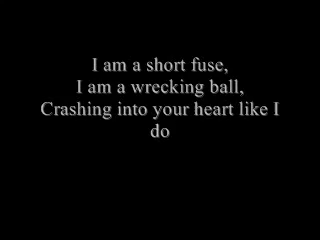 I am a short fuse,
I am a wrecking ball,
Crashing into your heart like I
do